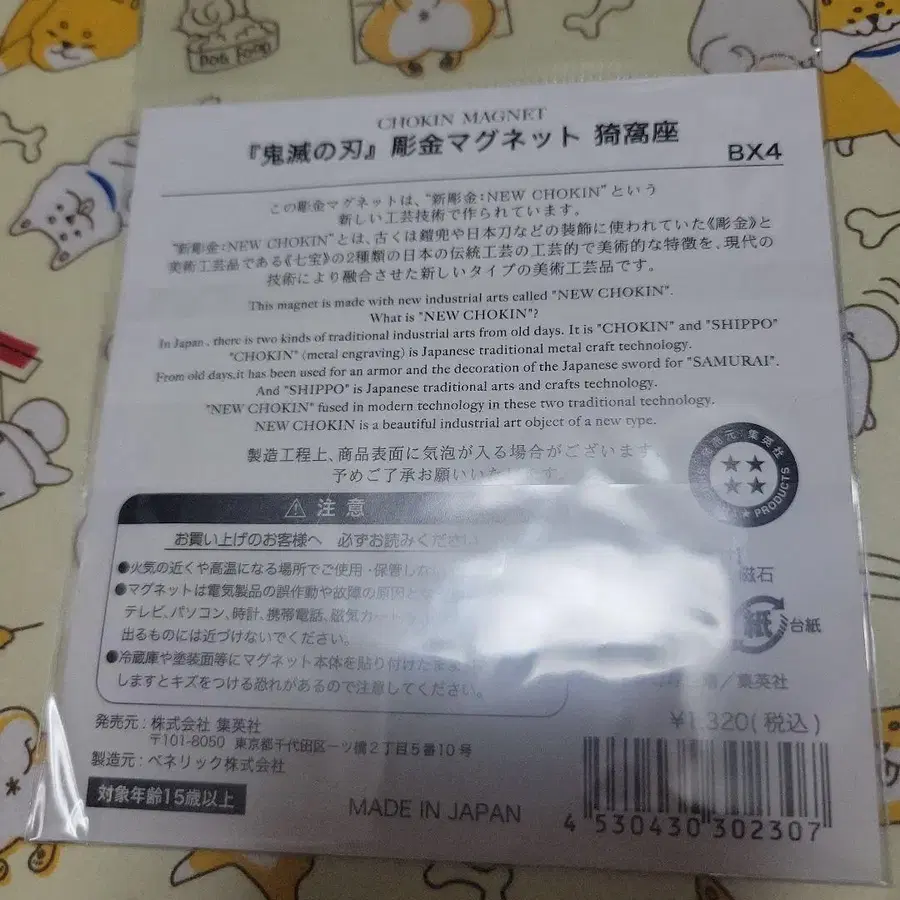 Dog Food
CHOKIN MAGNET
『鬼滅の刃』彫金マグネット 猗窩座
BX4
この彫金マグネットは、"新彫金:NEW CHOKIN"という
新しい工芸技術で作られています。
"新彫金:NEW CHOKIN"とは、古くは鎧兜や日本刀などの装飾に使われていた《彫金》と
美術工芸品である《七宝》の2種類の日本の伝統工芸の工芸的で美術的な特徴を、現代の
技術により融合させた新しいタイプの美術工芸品です。
This magnet is made with new industrial arts called "NEW CHOKIN".
What is "NEW CHOKIN"?
In Japan, there is two kinds of traditional industrial arts from old days. It is "CHOKIN" and "SHIPPO"
"CHOKIN" (metal engraving) is Japanese traditional metal craft technology.
From old days,it has been used for an armor and the decoration of the Japanese sword for "SAMURAI".
And "SHIPPO" is Japanese traditional arts and crafts technology.
"NEW CHOKIN" fused in modern technology in these two traditional technology.
NEW CHOKIN is a beautiful industrial art object of a new type.
製造工程上、商品表面に気泡が入る場合がございます。
予めご了承お願いいたします。
発売元:集英社
PRODUCTS
注意
お買い上げのお客様へ 必ずお読みください
●火気の近くや高温になる場所でご使用・保管しない
●マグネットは電気製品の誤作動や故障の原因と
テレビ、パソコン、時計、携帯電話、磁気カート
出るものには近づけないでください。
●冷蔵庫や塗装面等にマグネット本体を貼り付けたまま
しますとキズをつける恐れがあるので注意してください。
磁石
紙 台紙
/集英社
¥1,320(税込)
発売元:株式会社 集英社
〒101-8050 東京都千代田区一ツ橋2丁目5番10号
製造元:ベネリック株式会社
対象年齢15歳以上
MADE IN JAPAN
4 530430 302307